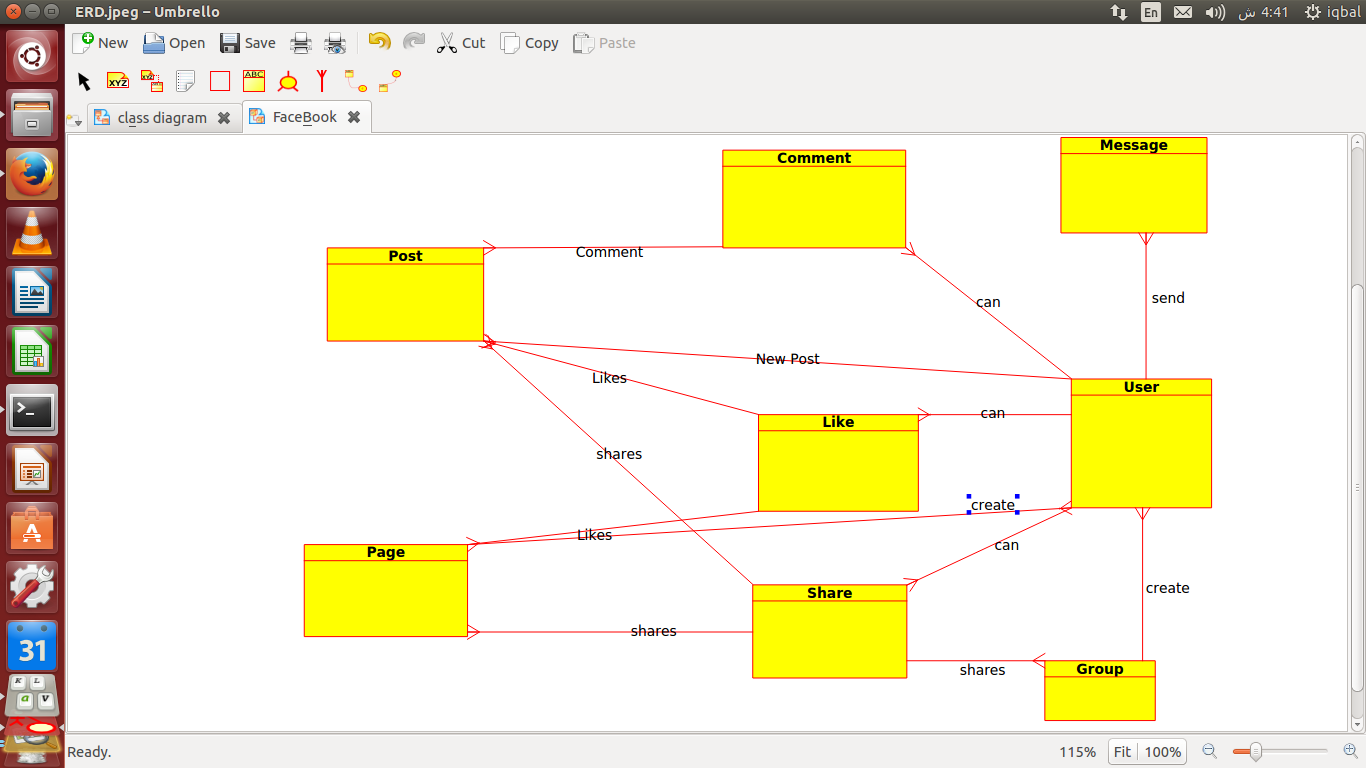 ERD.jpeg – Umbrello
En
4:41 ش
iqbal
New
Open
Save
Cut
Copy
Paste
XYZ
XYZ
ABC
class diagram
FaceBook
Comment
Message
Post
Comment
can
send
New Post
Likes
User
Like
can
shares
create
Likes
can
Page
Share
create
shares
shares
Group
31
K
L
a
v
Ready.
115%
Fit
100%